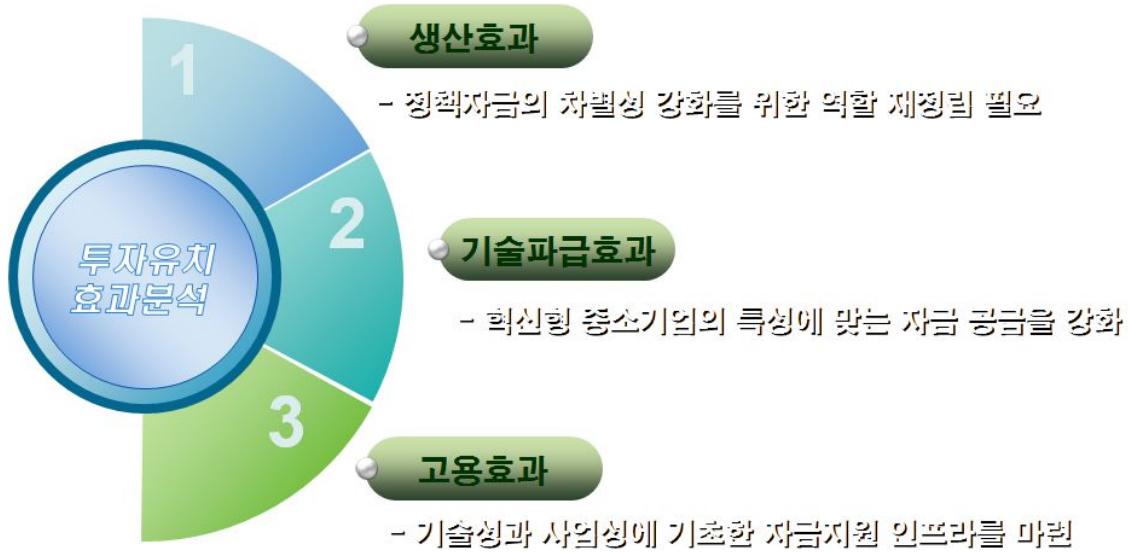 투자유치
효과분석
1
생산효과
- 정책자금의 차별성 강화를 위한 역할 재정립 필요
2
기술파급효과
- 혁신형 중소기업의 특성에 맞는 자금 공급을 강화
3
고용효과
- 기술성과 사업성에 기초한 자금지원 인프라를 마련